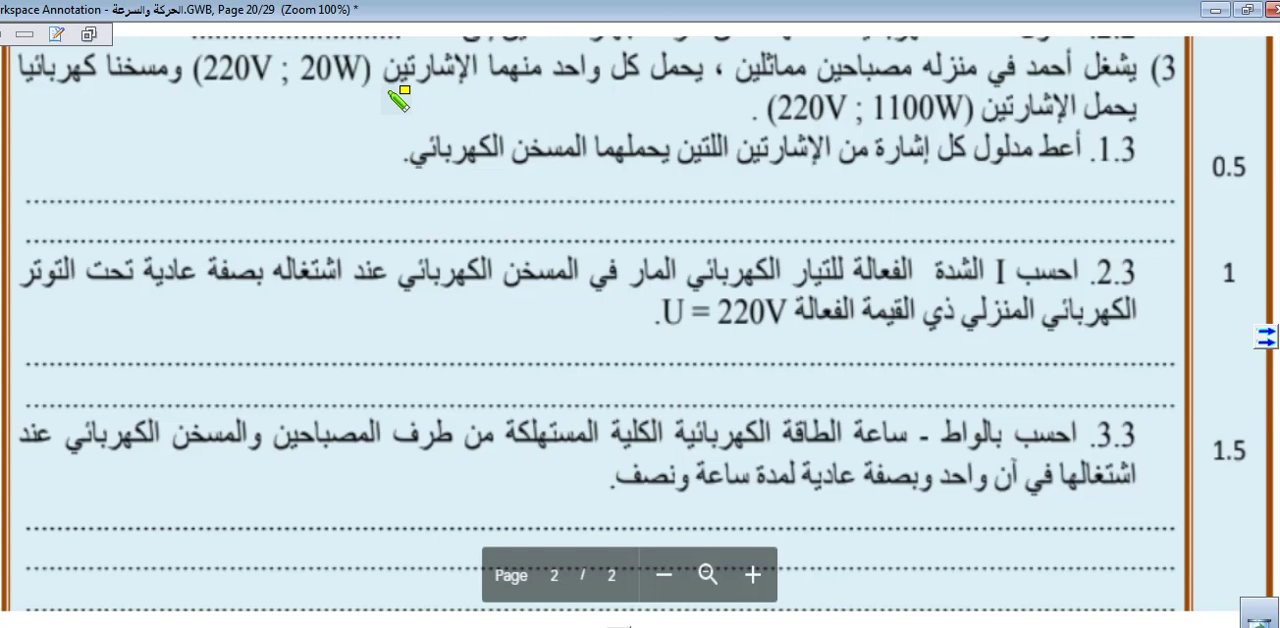 rkspace Annotation - الحركة والسرعة.GWB, Page 20/29 (Zoom 100%) *
3) يشغل أحمد في منزله مصباحين مماثلين ، يحمل كل واحد منهما الإشارتين (220V ; 20W) ومسخنا كهربائيا
يحمل الإشارتين (220V ; 1100W) .
1.3. أعط مدلول كل إشارة من الإشارتين اللتين يحملهما المسخن الكهربائي.
0.5
2.3. احسب I الشدة الفعالة للتيار الكهربائي المار في المسخن الكهربائي عند اشتغاله بصفة عادية تحت التوتر
1
الكهربائي المنزلي ذي القيمة الفعالة U = 220V.
3.3. احسب بالواط - ساعة الطاقة الكهربائية الكلية المستهلكة من طرف المصباحين والمسخن الكهربائي عند
1.5
اشتغالها في آن واحد وبصفة عادية لمدة ساعة ونصف.
Page 2 / 2